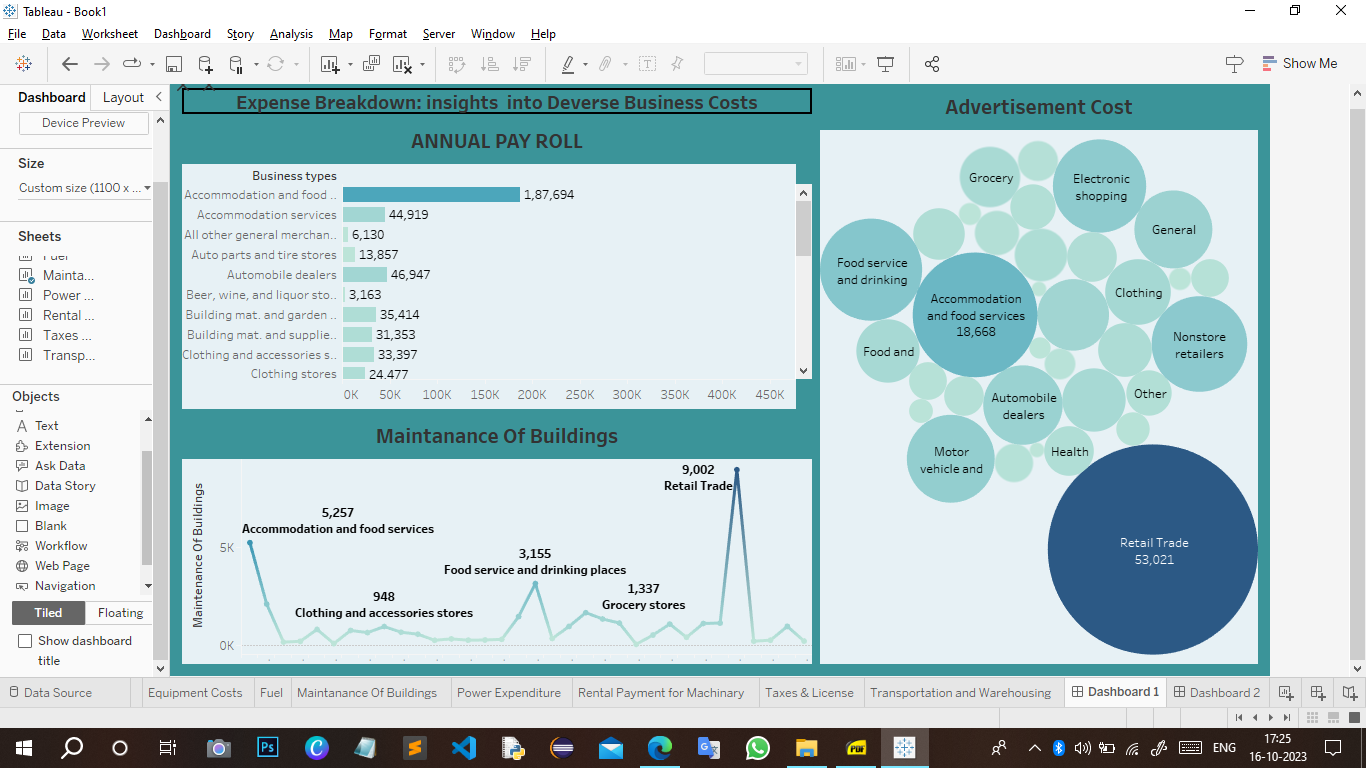 Tableau - Book1
File Data Worksheet Dashboard Story Analysis Map Format Server Window Help
Show Me
Dashboard Layout
Device Preview
Size
Custom size (1100 x ...
Sheets
Fuel
Mainta...
Power ...
Rental ...
Taxes ...
Transp...
Objects
Text
Extension
Ask Data
Data Story
Image
Blank
Workflow
Web Page
Navigation
Tiled Floating
Show dashboard
title
Expense Breakdown: insights into Deverse Business Costs
ANNUAL PAY ROLL
Business types
Accommodation and food .. 1,87,694
Accommodation services 44,919
All other general merchan.. 6,130
Auto parts and tire stores 13,857
Automobile dealers 46,947
Beer, wine, and liquor sto.. 3,163
Building mat. and garden .. 35,414
Building mat. and supplie.. 31,353
Clothing and accessories s.. 33,397
Clothing stores 24,477
0K 50K 100K 150K 200K 250K 300K 350K 400K 450K
Maintanance Of Buildings
Maintenance Of Buildings
5K
0K
9,002
Retail Trade
5,257
Accommodation and food services
3,155
Food service and drinking places
948
Clothing and accessories stores
1,337
Grocery stores
Advertisement Cost
Grocery
Electronic
shopping
General
Food service
and drinking
Accommodation
and food services
18,668
Clothing
Nonstore
retailers
Food and
Automobile
dealers
Other
Motor
vehicle and
Health
Retail Trade
53,021
Data Source Equipment Costs Fuel Maintanance Of Buildings Power Expenditure Rental Payment for Machinary Taxes & License Transportation and Warehousing Dashboard 1 Dashboard 2
Ps
PDF
ENG
17:25
16-10-2023